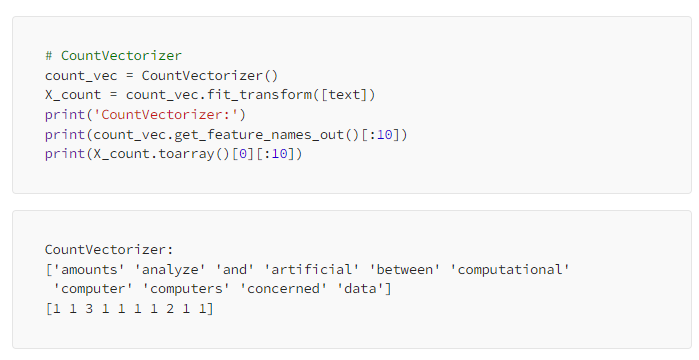 # CountVectorizer
count_vec = CountVectorizer()
X_count = count_vec.fit_transform([text])
print('CountVectorizer:')
print(count_vec.get_feature_names_out()[:10])
print(X_count.toarray()[0][:10])
CountVectorizer:
['amounts' 'analyze' 'and' 'artificial' 'between' 'computational'
 'computer' 'computers' 'concerned' 'data']
[1 1 3 1 1 1 1 2 1 1]